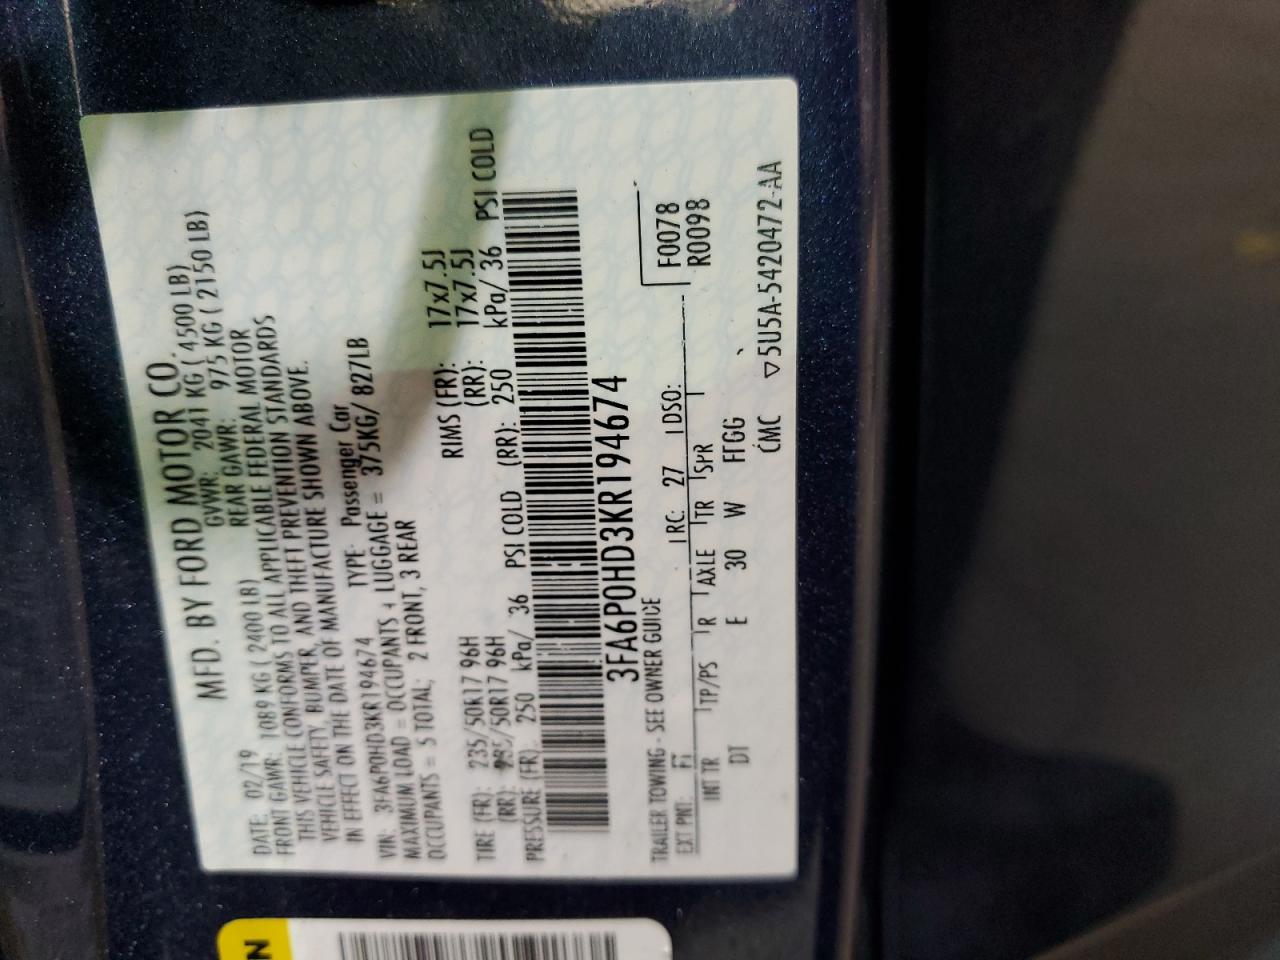 MFD. BY FORD MOTOR CO.
DATE: 02/19 GVWR: 2041 KG ( 4500 LB)
FRONT GAWR: 1089 KG ( 2400 LB) REAR GAWR: 975 KG ( 2150 LB)
THIS VEHICLE CONFORMS TO ALL APPLICABLE FEDERAL MOTOR
VEHICLE SAFETY, BUMPER, AND THEFT PREVENTION STANDARDS
IN EFFECT ON THE DATE OF MANUFACTURE SHOWN ABOVE.
VIN: 3FA6P0HD3KR194674 TYPE: Passenger Car
MAXIMUM LOAD = OCCUPANTS + LUGGAGE = 375KG/ 827LB
OCCUPANTS = 5 TOTAL; 2 FRONT, 3 REAR
TIRE (FR): 235/50R17 96H RIMS (FR): 17x7.5J
(RR): 235/50R17 96H (RR): 17x7.5J
PRESSURE (FR): 250 kPa/ 36 PSI COLD (RR): 250 kPa/ 36 PSI COLD
3FA6P0HD3KR194674
TRAILER TOWING - SEE OWNER GUIDE
F0078
EXT PNT: RC: 27 DSO: R0098
INT TR TP/PS R AXLE TR SPR
DT E 30 W FFGG
CMC ▽5U5A-5420472-AA
N